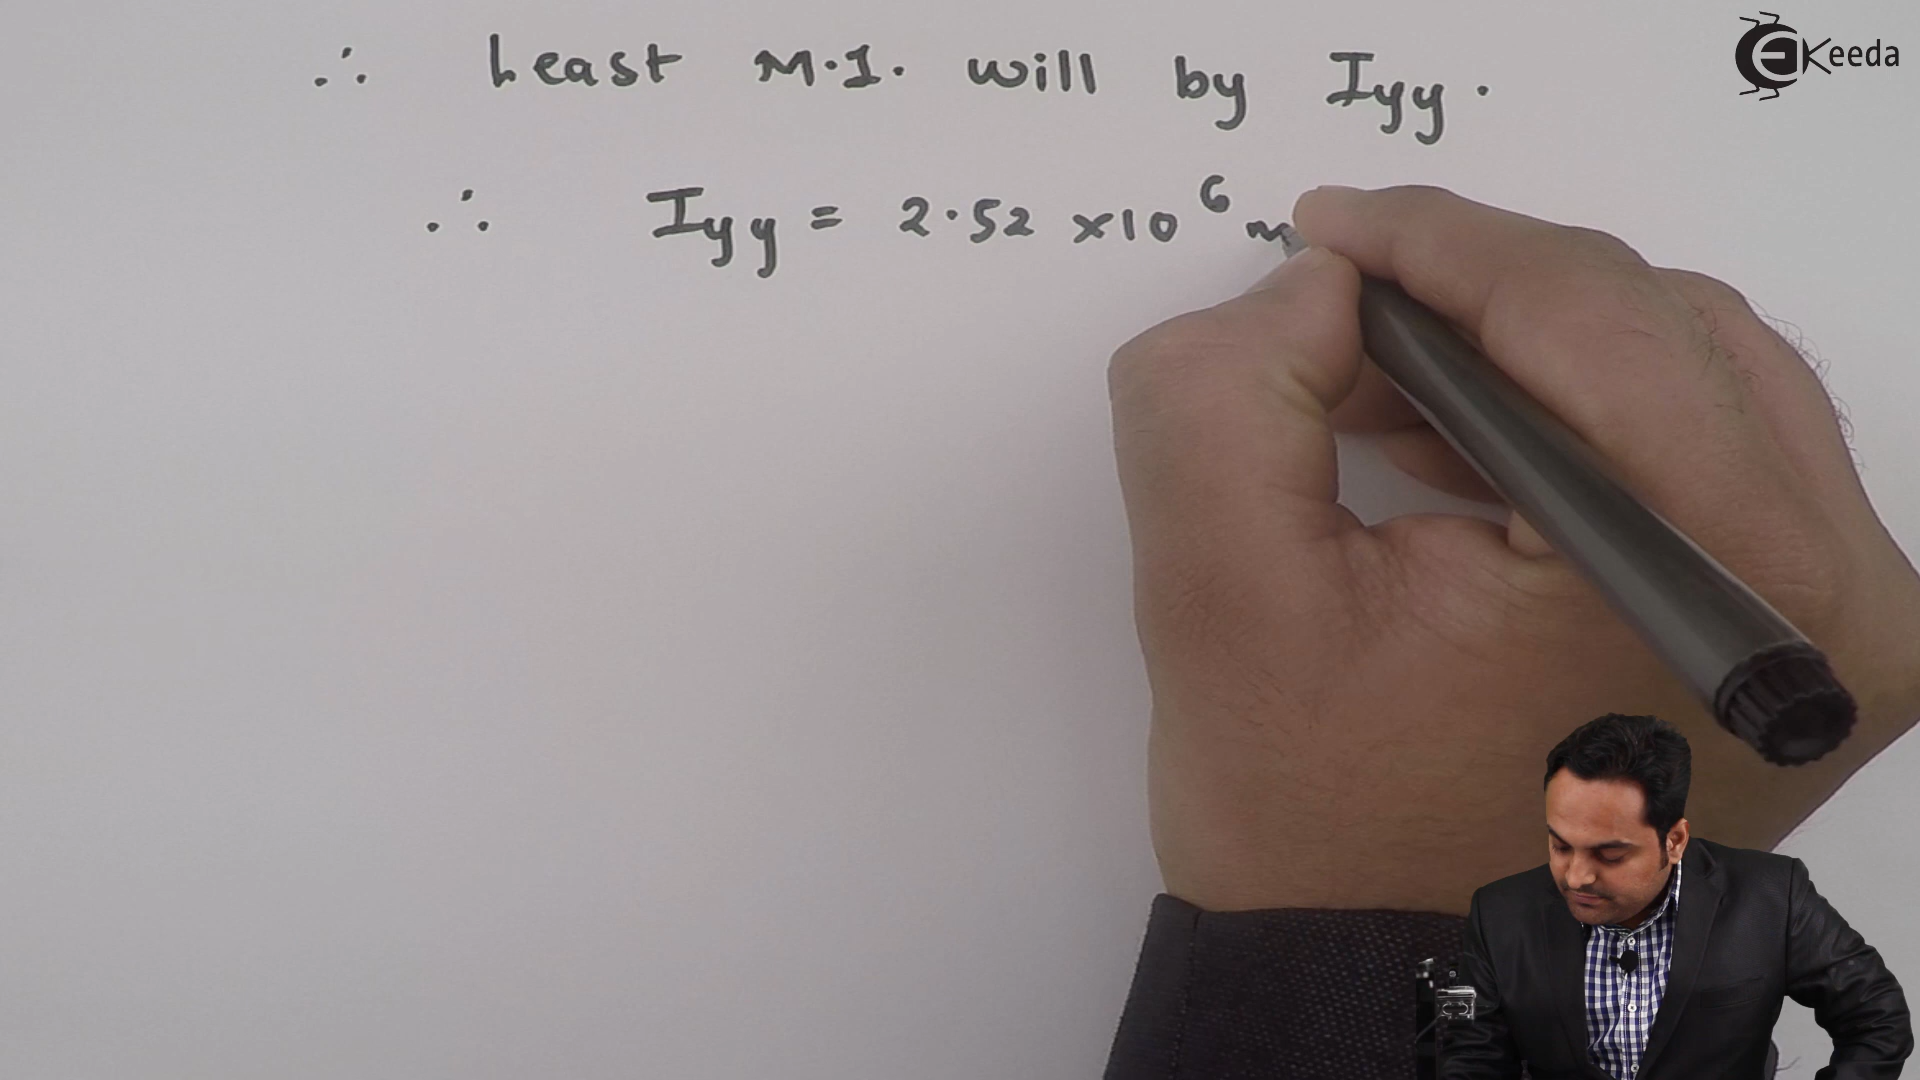 ∴ Least M.I. will by Iyy.
∴ Iyy = 2.52 ×10⁶ m
EKeeda